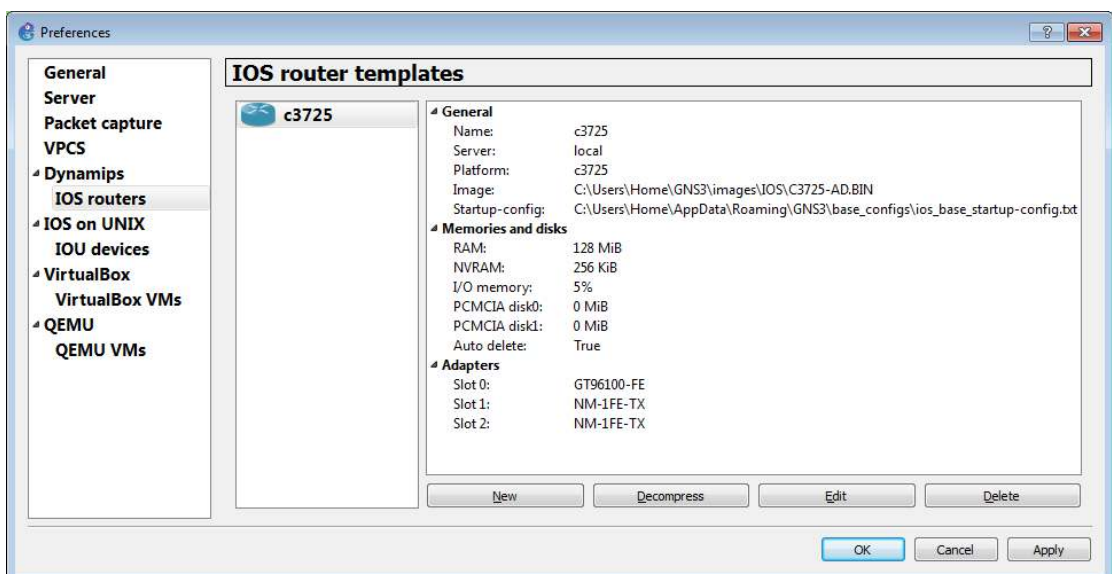 Preferences
General
Server
Packet capture
VPCS
Dynamips
IOS routers
IOS on UNIX
IOU devices
VirtualBox
VirtualBox VMs
QEMU
QEMU VMs
IOS router templates
c3725
General
Name: c3725
Server: local
Platform: c3725
Image: C:\Users\Home\GNS3\images\IOS\C3725-AD.BIN
Startup-config: C:\Users\Home\AppData\Roaming\GNS3\base_configs\ios_base_startup-config.txt
Memories and disks
RAM: 128 MiB
NVRAM: 256 KiB
I/O memory: 5%
PCMCIA disk0: 0 MiB
PCMCIA disk1: 0 MiB
Auto delete: True
Adapters
Slot 0: GT96100-FE
Slot 1: NM-1FE-TX
Slot 2: NM-1FE-TX
New Decompress Edit Delete
OK Cancel Apply